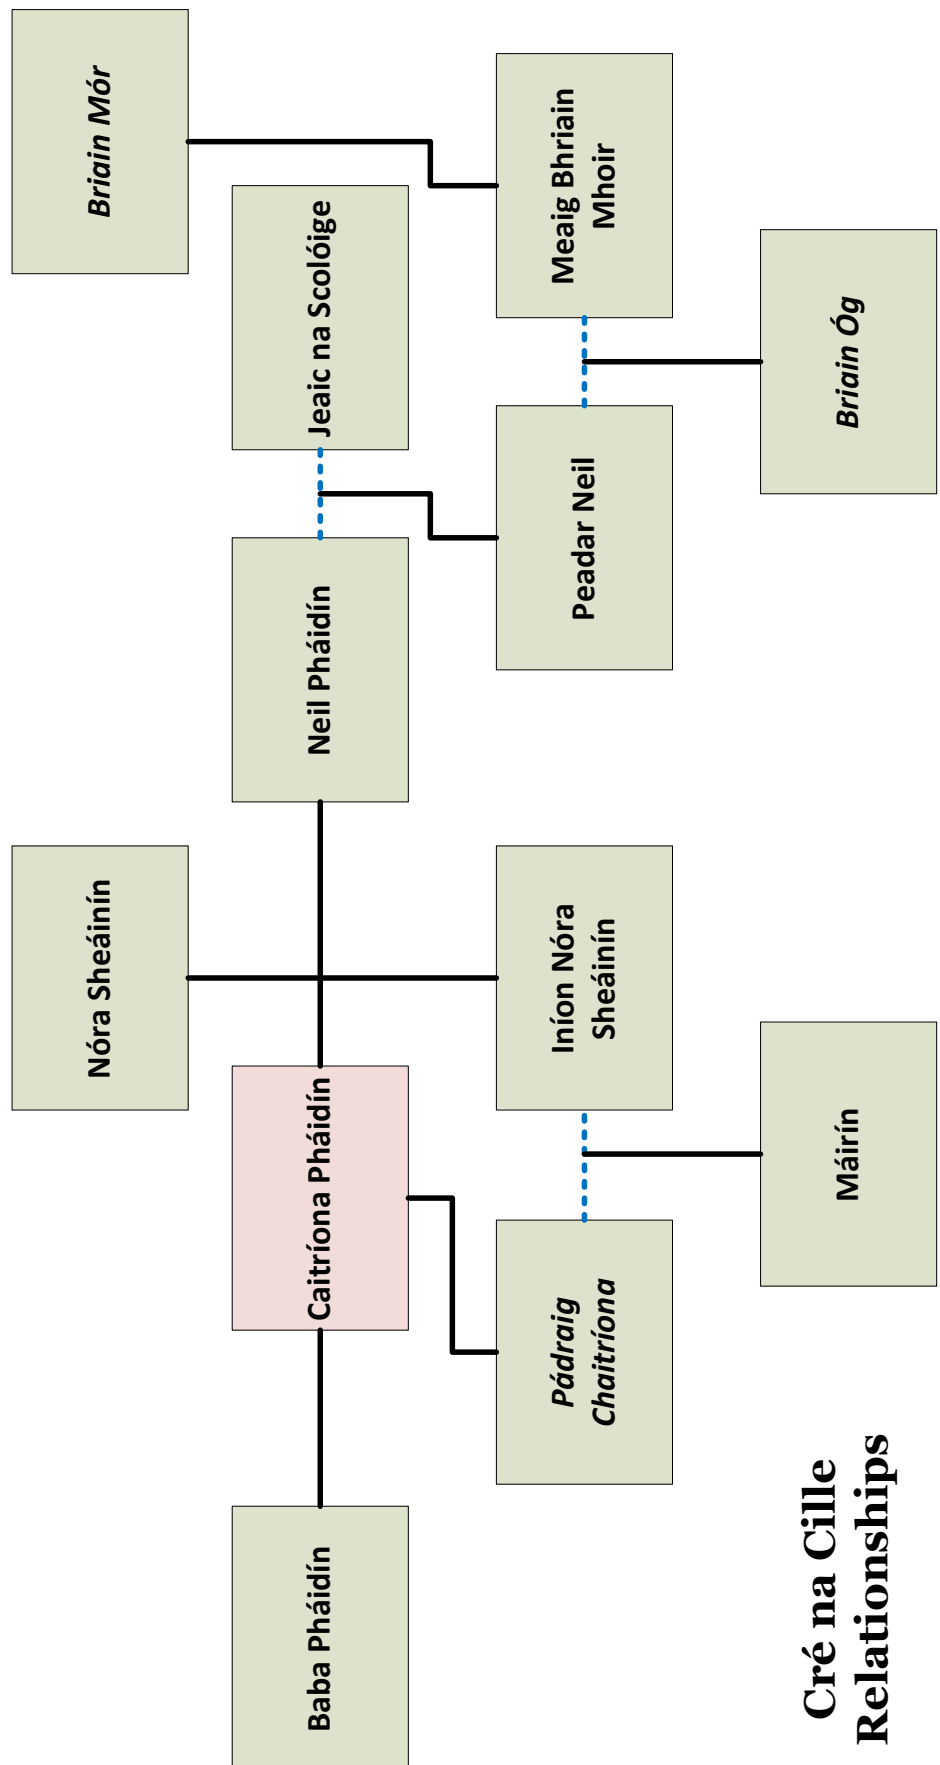 Nóra Sheáinín
Briain Mór
Baba Pháidín
Caitríona Pháidín
Neil Pháidín
Jeaic na Scolóige
Pádraig
Chaitríona
Iníon Nóra
Sheáinín
Peadar Neil
Meaig Bhriain
Mhoir
Máirín
Briain Óg
Cré na Cille
Relationships